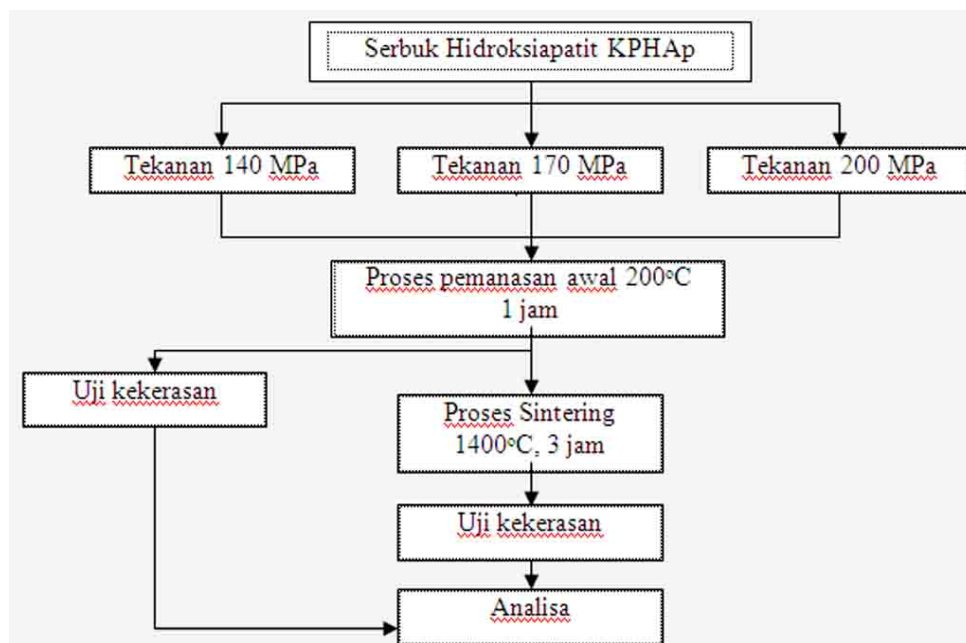 Serbuk Hidroksiapatit KPHAp
Tekanan 140 MPa
Tekanan 170 MPa
Tekanan 200 MPa
Proses pemanasan awal 200°C
1 jam
Uji kekerasan
Proses Sintering
1400°C, 3 jam
Uji kekerasan
Analisa